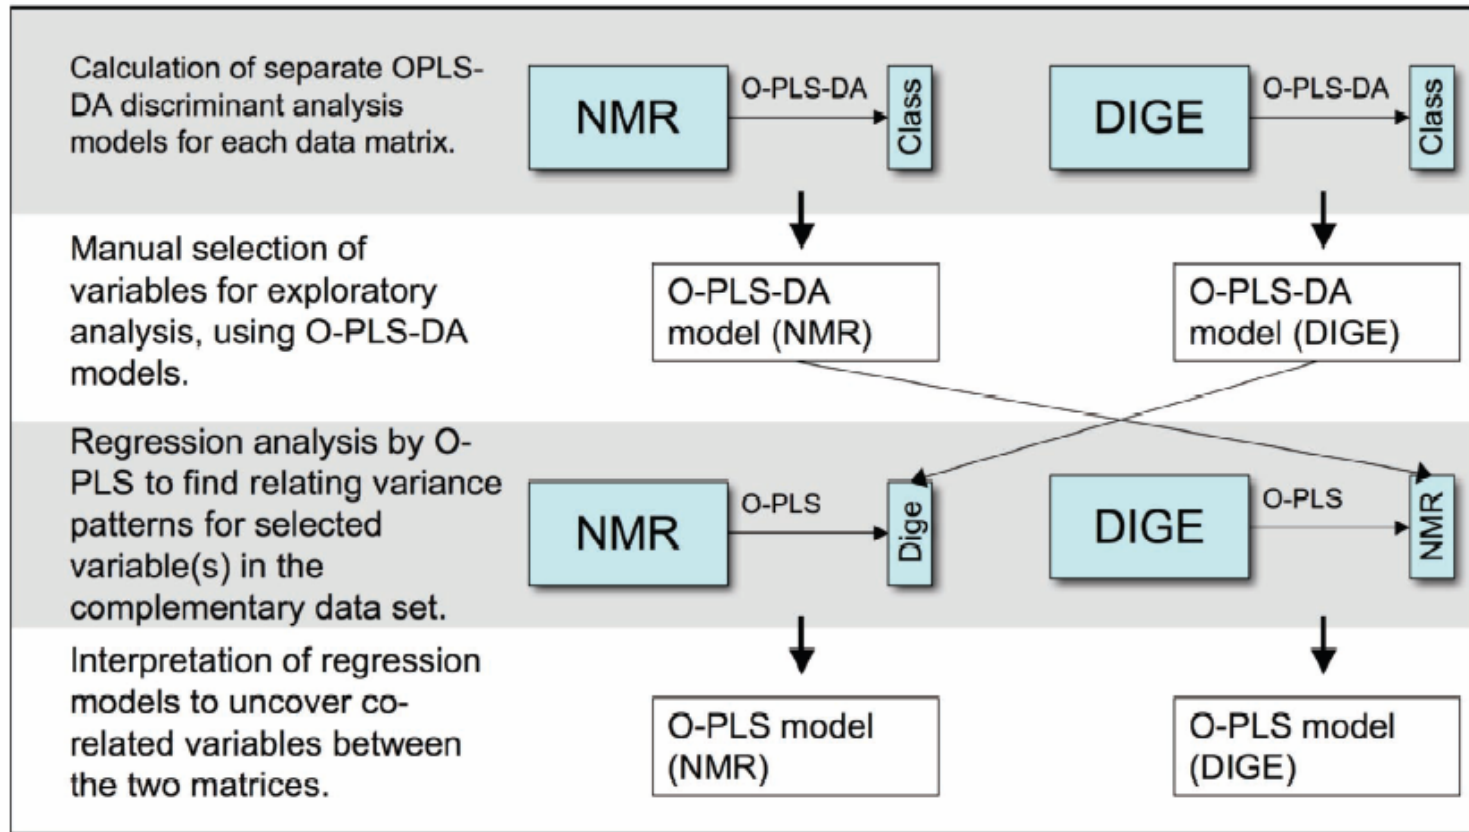 Calculation of separate OPLS-
DA discriminant analysis
models for each data matrix.
NMR
O-PLS-DA
Class
DIGE
O-PLS-DA
Class
Manual selection of
variables for exploratory
analysis, using O-PLS-DA
models.
O-PLS-DA
model (NMR)
O-PLS-DA
model (DIGE)
Regression analysis by O-
PLS to find relating variance
patterns for selected
variable(s) in the
complementary data set.
NMR
O-PLS
Dige
DIGE
O-PLS
NMR
Interpretation of regression
models to uncover co-
related variables between
the two matrices.
O-PLS model
(NMR)
O-PLS model
(DIGE)